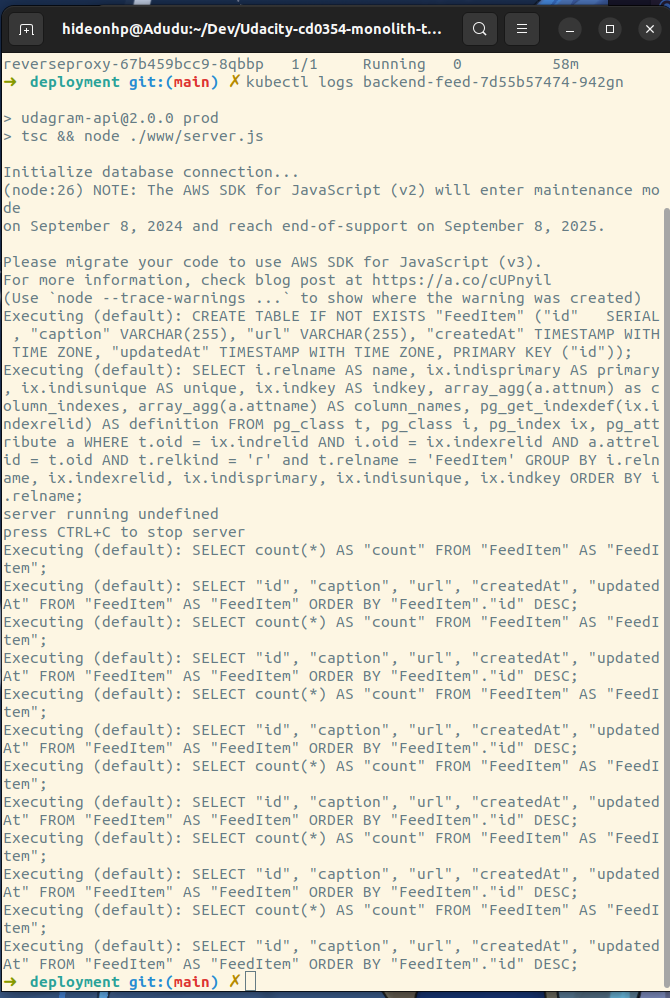 hideonhp@Adudu:~/Dev/Udacity-cd0354-monolith-t...
reverseproxy-67b459bcc9-8qbbp   1/1     Running   0          58m
➜  deployment git:(main) ✗ kubectl logs backend-feed-7d55b57474-942gn

> udagram-api@2.0.0 prod
> tsc && node ./www/server.js

Initialize database connection...
(node:26) NOTE: The AWS SDK for JavaScript (v2) will enter maintenance mo
de
on September 8, 2024 and reach end-of-support on September 8, 2025.

Please migrate your code to use AWS SDK for JavaScript (v3).
For more information, check blog post at https://a.co/cUPnyil
(Use `node --trace-warnings ...` to show where the warning was created)
Executing (default): CREATE TABLE IF NOT EXISTS "FeedItem" ("id"   SERIAL
, "caption" VARCHAR(255), "url" VARCHAR(255), "createdAt" TIMESTAMP WITH
 TIME ZONE, "updatedAt" TIMESTAMP WITH TIME ZONE, PRIMARY KEY ("id"));
Executing (default): SELECT i.relname AS name, ix.indisprimary AS primary
, ix.indisunique AS unique, ix.indkey AS indkey, array_agg(a.attnum) as c
olumn_indexes, array_agg(a.attname) AS column_names, pg_get_indexdef(ix.i
ndexrelid) AS definition FROM pg_class t, pg_class i, pg_index ix, pg_att
ribute a WHERE t.oid = ix.indrelid AND i.oid = ix.indexrelid AND a.attrel
id = t.oid AND t.relkind = 'r' and t.relname = 'FeedItem' GROUP BY i.reln
ame, ix.indexrelid, ix.indisprimary, ix.indisunique, ix.indkey ORDER BY i
.relname;
server running undefined
press CTRL+C to stop server
Executing (default): SELECT count(*) AS "count" FROM "FeedItem" AS "FeedI
tem";
Executing (default): SELECT "id", "caption", "url", "createdAt", "updated
At" FROM "FeedItem" AS "FeedItem" ORDER BY "FeedItem"."id" DESC;
Executing (default): SELECT count(*) AS "count" FROM "FeedItem" AS "FeedI
tem";
Executing (default): SELECT "id", "caption", "url", "createdAt", "updated
At" FROM "FeedItem" AS "FeedItem" ORDER BY "FeedItem"."id" DESC;
Executing (default): SELECT count(*) AS "count" FROM "FeedItem" AS "FeedI
tem";
Executing (default): SELECT "id", "caption", "url", "createdAt", "updated
At" FROM "FeedItem" AS "FeedItem" ORDER BY "FeedItem"."id" DESC;
Executing (default): SELECT count(*) AS "count" FROM "FeedItem" AS "FeedI
tem";
Executing (default): SELECT "id", "caption", "url", "createdAt", "updated
At" FROM "FeedItem" AS "FeedItem" ORDER BY "FeedItem"."id" DESC;
Executing (default): SELECT count(*) AS "count" FROM "FeedItem" AS "FeedI
tem";
Executing (default): SELECT "id", "caption", "url", "createdAt", "updated
At" FROM "FeedItem" AS "FeedItem" ORDER BY "FeedItem"."id" DESC;
Executing (default): SELECT count(*) AS "count" FROM "FeedItem" AS "FeedI
tem";
Executing (default): SELECT "id", "caption", "url", "createdAt", "updated
At" FROM "FeedItem" AS "FeedItem" ORDER BY "FeedItem"."id" DESC;
➜  deployment git:(main) ✗